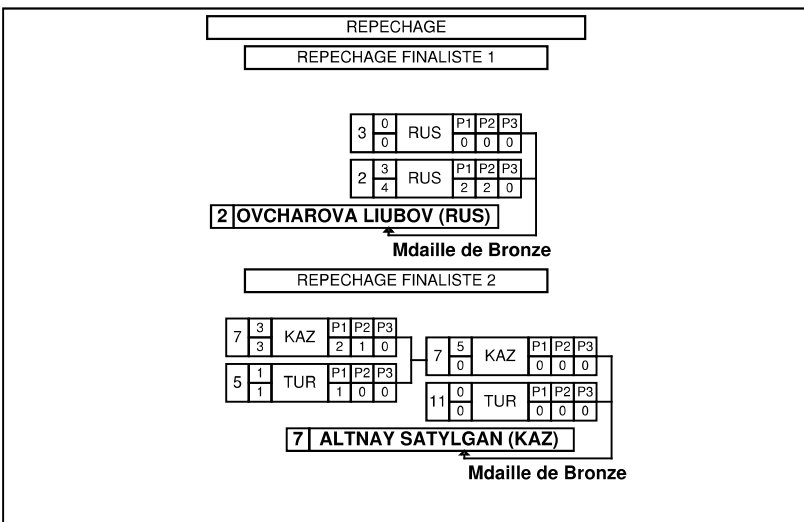 REPECHAGE
REPECHAGE FINALISTE 1
3 0 RUS P1 P2 P3
0 0 0 0
2 3 RUS P1 P2 P3
4 2 2 0
2 OVCHAROVA LIUBOV (RUS)
Mdaille de Bronze
REPECHAGE FINALISTE 2
7 3 KAZ P1 P2 P3
3 2 1 0
5 1 TUR P1 P2 P3
1 1 0 0
7 5 KAZ P1 P2 P3
0 0 0 0
11 0 TUR P1 P2 P3
0 0 0 0
7 ALTNAY SATYLGAN (KAZ)
Mdaille de Bronze